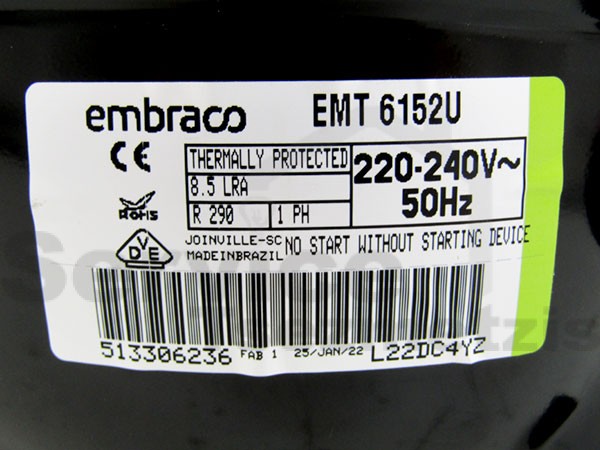 embraco EMT 6152U
CE
THERMALLY PROTECTED
8.5 LRA
R 290 1 PH
220-240V~
50Hz
RoHS
VDE
JOINVILLE-SC
MADEINBRAZIL
NO START WITHOUT STARTING DEVICE
513306236 FAB 1 25/JAN/22 L22DC4YZ
Service